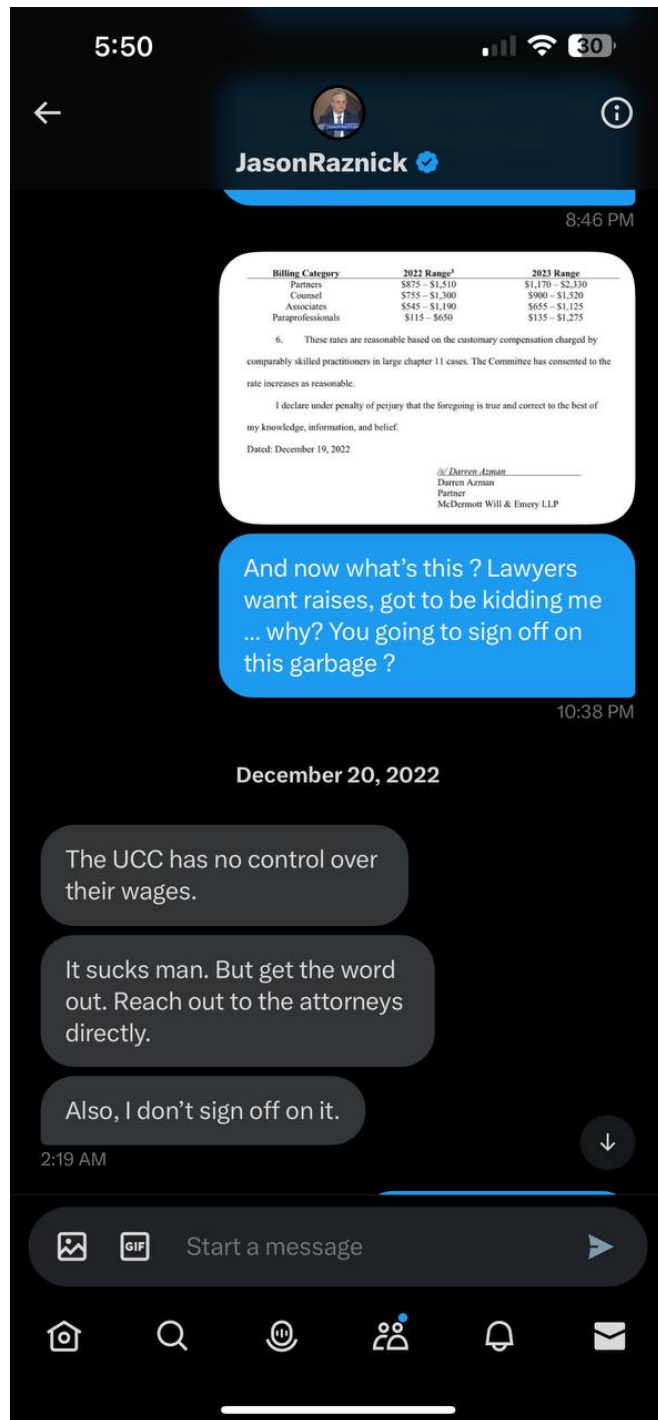 5:50
30
JasonRaznick
8:46 PM
Billing Category 2022 Range³ 2023 Range
Partners $875 – $1,510 $1,170 – $2,330
Counsel $755 – $1,300 $900 – $1,520
Associates $545 – $1,190 $655 – $1,125
Paraprofessionals $115 – $650 $135 – $1,275
6. These rates are reasonable based on the customary compensation charged by
comparably skilled practitioners in large chapter 11 cases. The Committee has consented to the
rate increases as reasonable.
I declare under penalty of perjury that the foregoing is true and correct to the best of
my knowledge, information, and belief.
Dated: December 19, 2022
/s/ Darren Azman
Darren Azman
Partner
McDermott Will & Emery LLP
And now what’s this ? Lawyers
want raises, got to be kidding me
... why? You going to sign off on
this garbage ?
10:38 PM
December 20, 2022
The UCC has no control over
their wages.
It sucks man. But get the word
out. Reach out to the attorneys
directly.
Also, I don’t sign off on it.
2:19 AM
GIF
Start a message